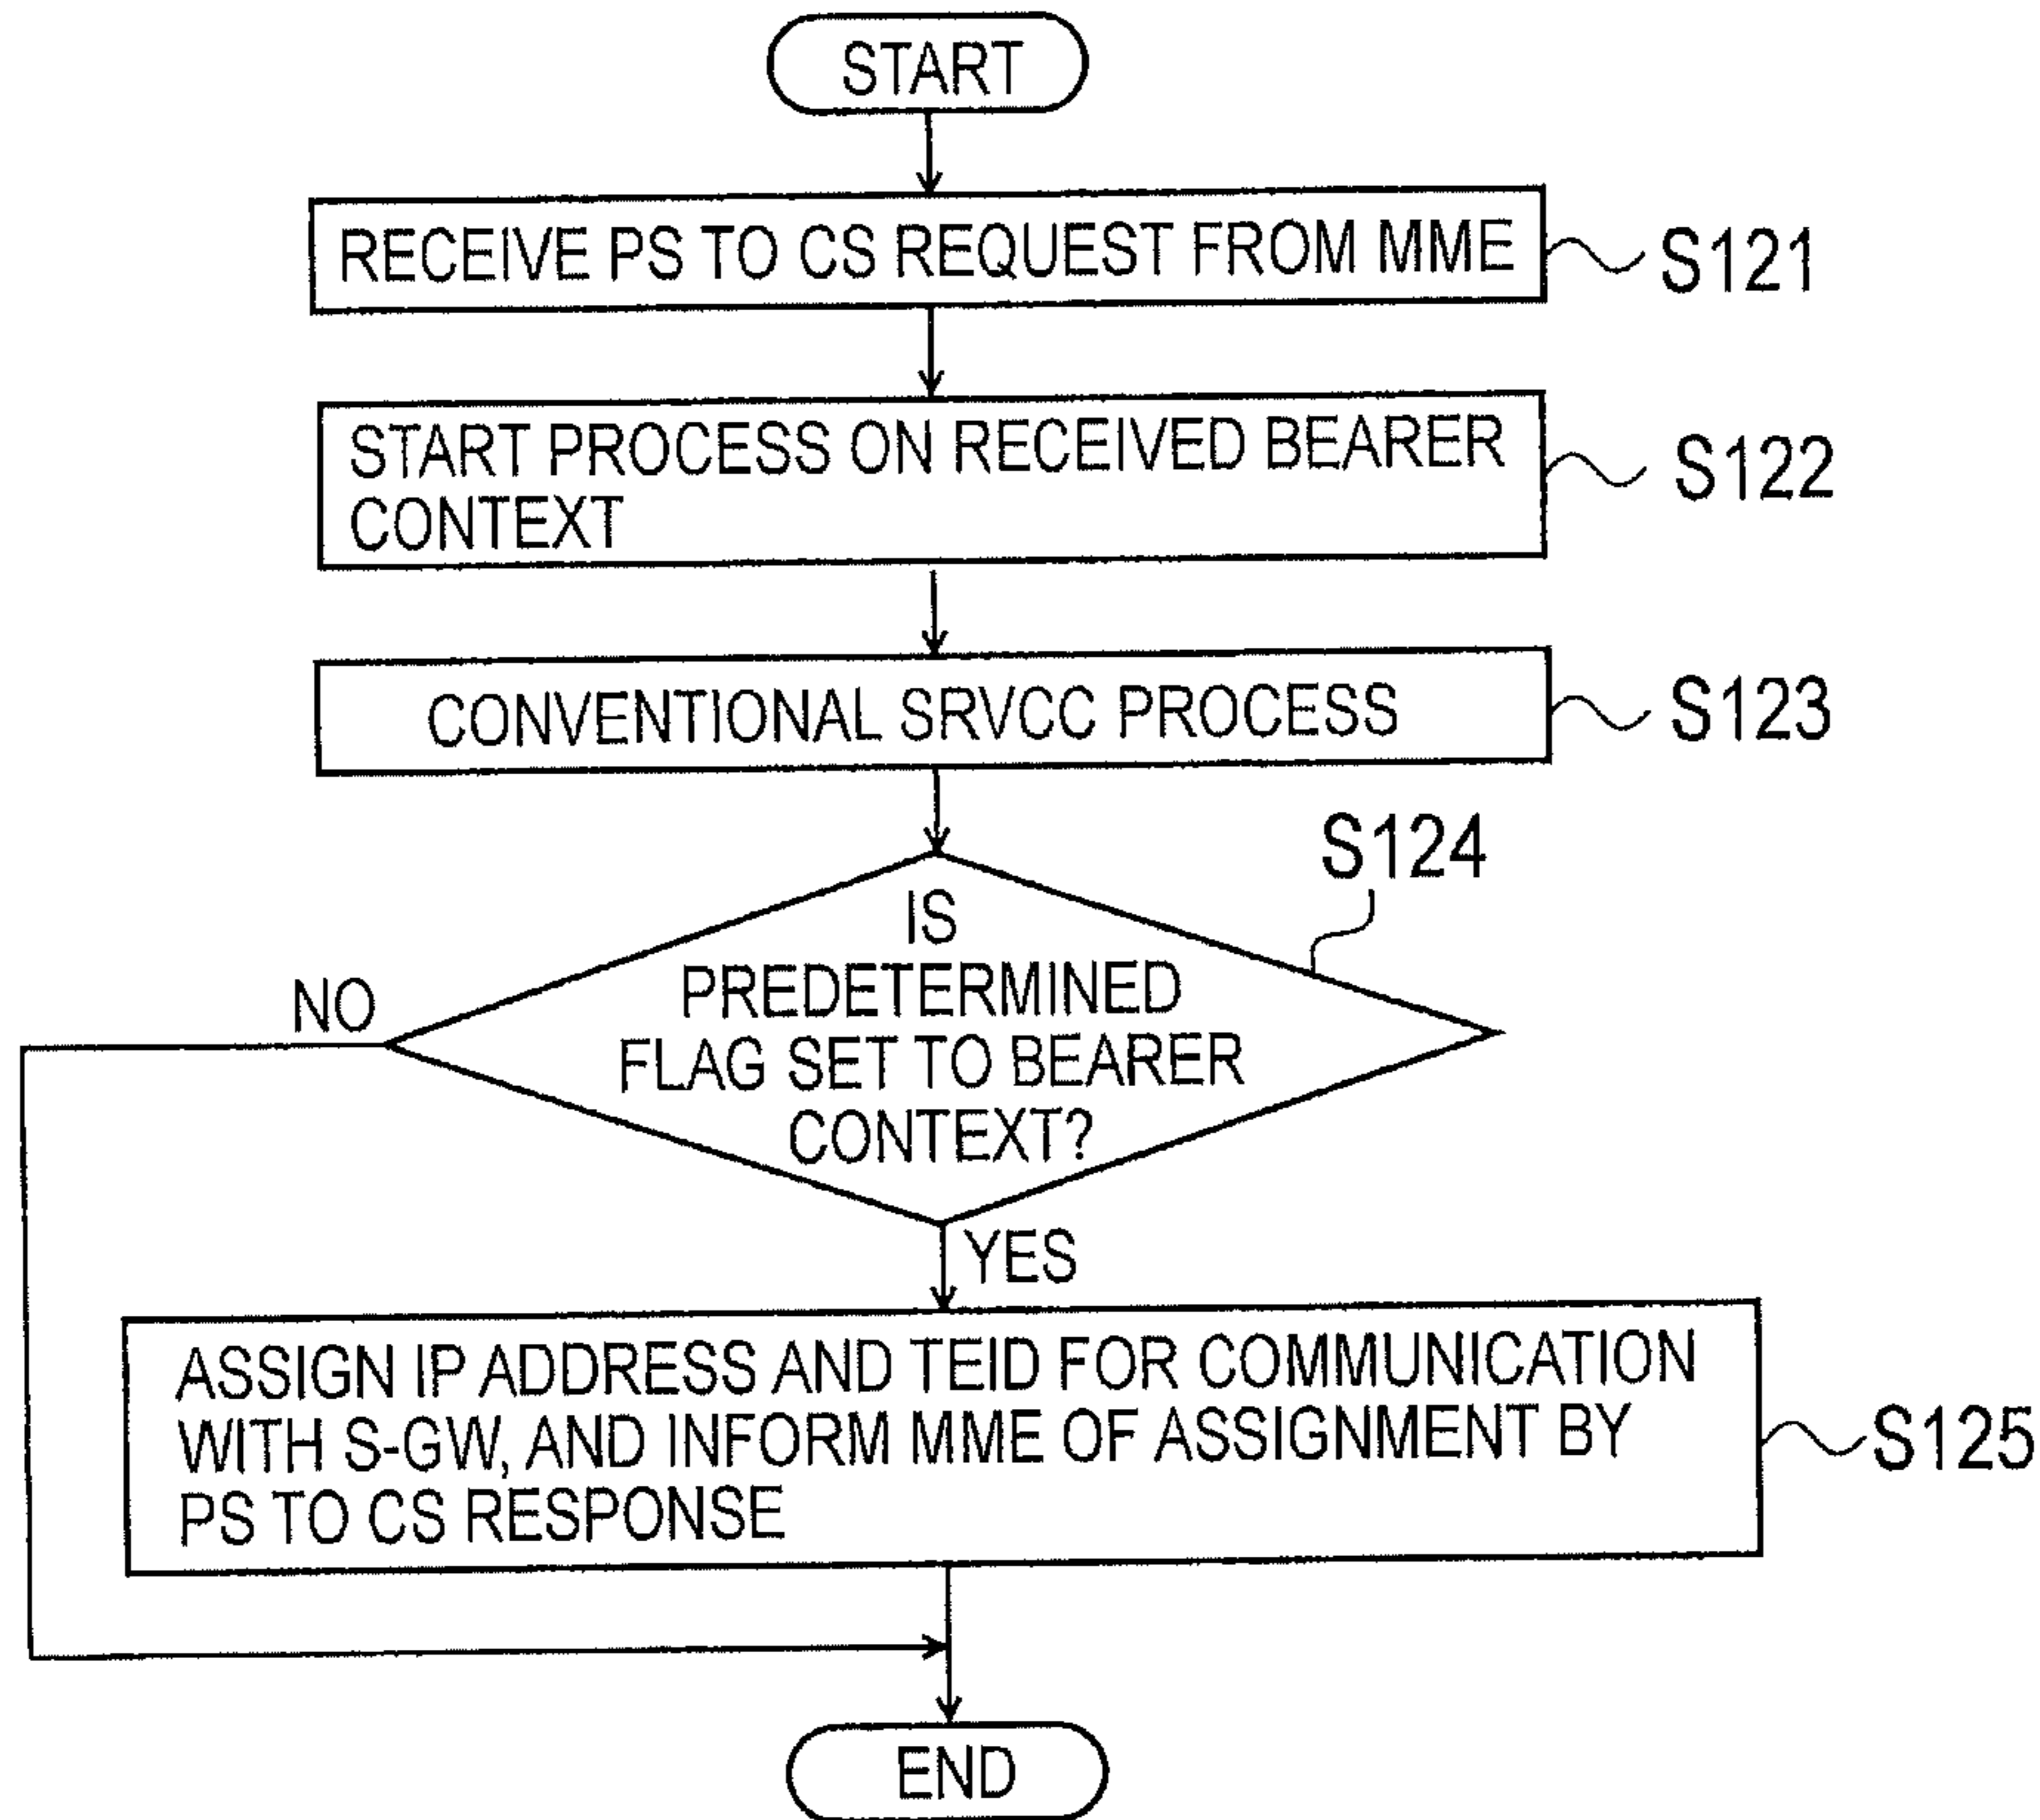 START
RECEIVE PS TO CS REQUEST FROM MME
S121
START PROCESS ON RECEIVED BEARER
CONTEXT
S122
CONVENTIONAL SRVCC PROCESS
S123
S124
IS
PREDETERMINED
FLAG SET TO BEARER
CONTEXT?
NO
YES
ASSIGN IP ADDRESS AND TEID FOR COMMUNICATION
WITH S-GW, AND INFORM MME OF ASSIGNMENT BY
PS TO CS RESPONSE
S125
END